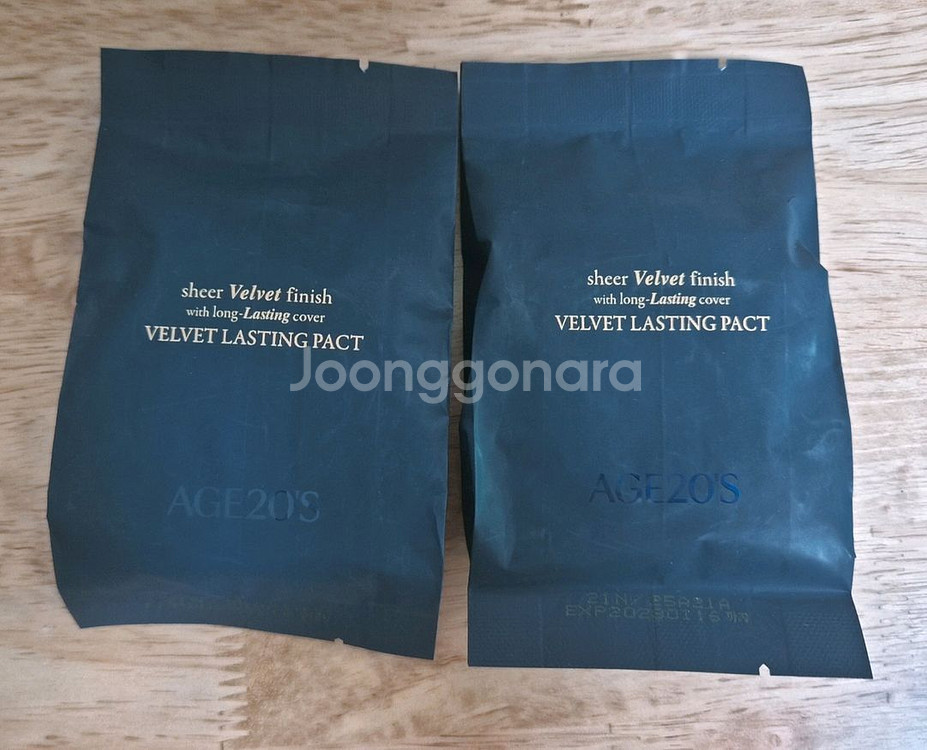 sheer Velvet finish
with long-Lasting cover
VELVET LASTING PACT
AGE20'S
sheer Velvet finish
with long-Lasting cover
VELVET LASTING PACT
AGE20'S
Joonggonara